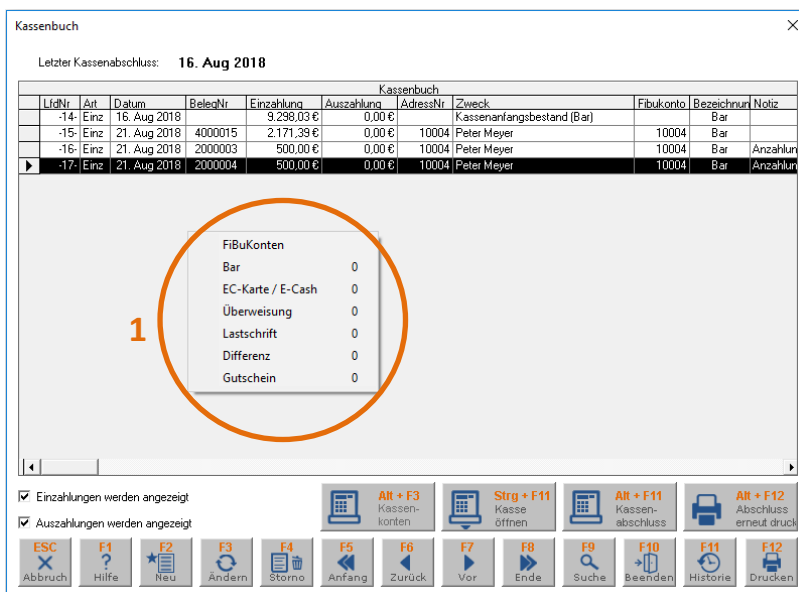 Kassenbuch
Letzter Kassenabschluss: 16. Aug 2018
Kassenbuch
LfdNr Art Datum BelegNr Einzahlung Auszahlung AdressNr Zweck Fibukonto Bezeichnun Notiz
-14- Einz 16. Aug 2018 9.298,03 € 0,00 € Kassenanfangsbestand (Bar) Bar
-15- Einz 21. Aug 2018 4000015 2.171,39 € 0,00 € 10004 Peter Meyer 10004 Bar
-16- Einz 21. Aug 2018 2000003 500,00 € 0,00 € 10004 Peter Meyer 10004 Bar Anzahlun
-17- Einz 21. Aug 2018 2000004 500,00 € 0,00 € 10004 Peter Meyer 10004 Bar Anzahlun
FiBuKonten
Bar 0
EC-Karte / E-Cash 0
Überweisung 0
1
Lastschrift 0
Differenz 0
Gutschein 0
Einzahlungen werden angezeigt
Auszahlungen werden angezeigt
Alt + F3
Kassen-
konten
Strg + F11
Kasse
öffnen
Alt + F11
Kassen-
abschluss
Alt + F12
Abschluss
erneut druck
ESC
Abbruch
F1
?
Hilfe
F2
Neu
F3
Ändern
F4
Storno
F5
Anfang
F6
Zurück
F7
Vor
F8
Ende
F9
Suche
F10
Beenden
F11
Historie
F12
Drucken